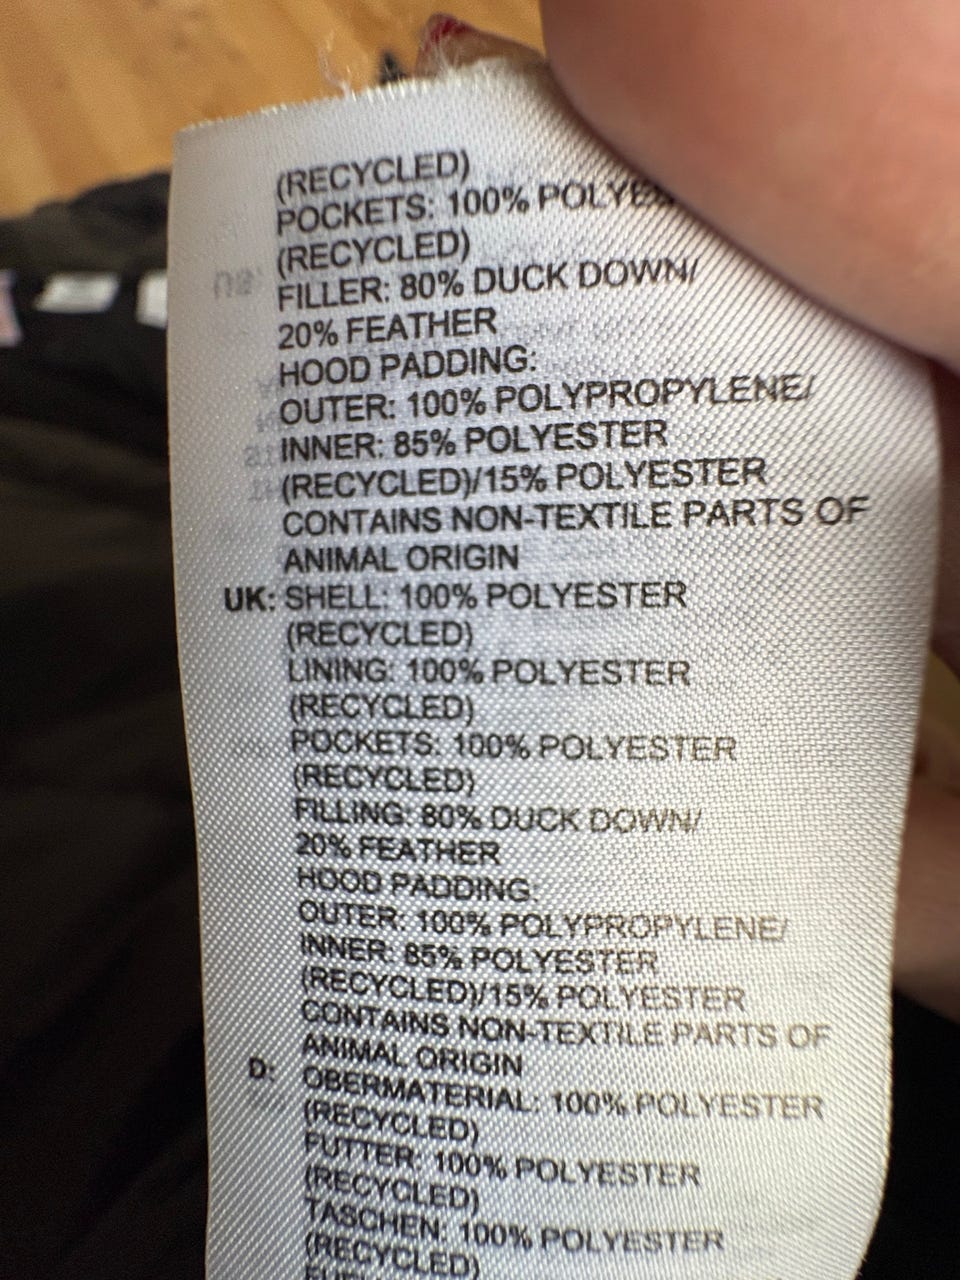 (RECYCLED)
POCKETS: 100%
(RECYCLED)
FILLER: 80% DUCK DOWN/
20% FEATHER
HOOD PADDING:
OUTER: 100% POLYPROPYLENE/
INNER: 85% POLYESTER
(RECYCLED)/15% POLYESTER
CONTAINS NON-TEXTILE PARTS OF
ANIMAL ORIGIN
UK: SHELL: 100% POLYESTER
(RECYCLED)
LINING: 100% POLYESTER
(RECYCLED)
POCKETS: 100% POLYESTER
(RECYCLED)
FILLING: 80% DUCK DOWN/
20% FEATHER
HOOD PADDING:
OUTER: 100% POLYPROPYLENE/
INNER: 85% POLYESTER
(RECYCLED)/15% POLYESTER
CONTAINS NON-TEXTILE PARTS OF
ANIMAL ORIGIN
D: OBERMATERIAL: 100% POLYESTER
(RECYCLED)
FUTTER: 100% POLYESTER
(RECYCLED)
TASCHEN: 100% POLYESTER
(RECYCLED)